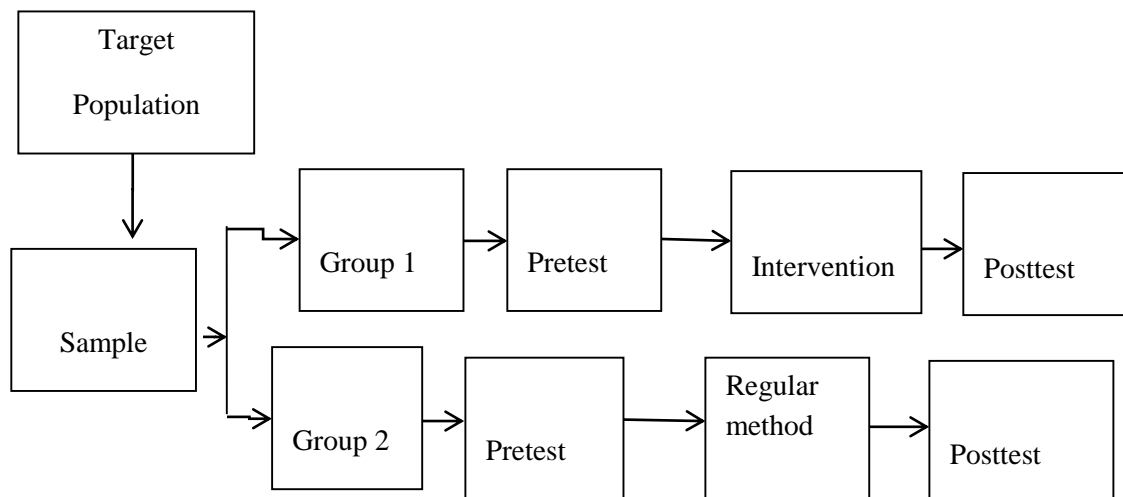 Target
Population
Group 1
Pretest
Intervention
Posttest
Sample
Group 2
Pretest
Regular
method
Posttest